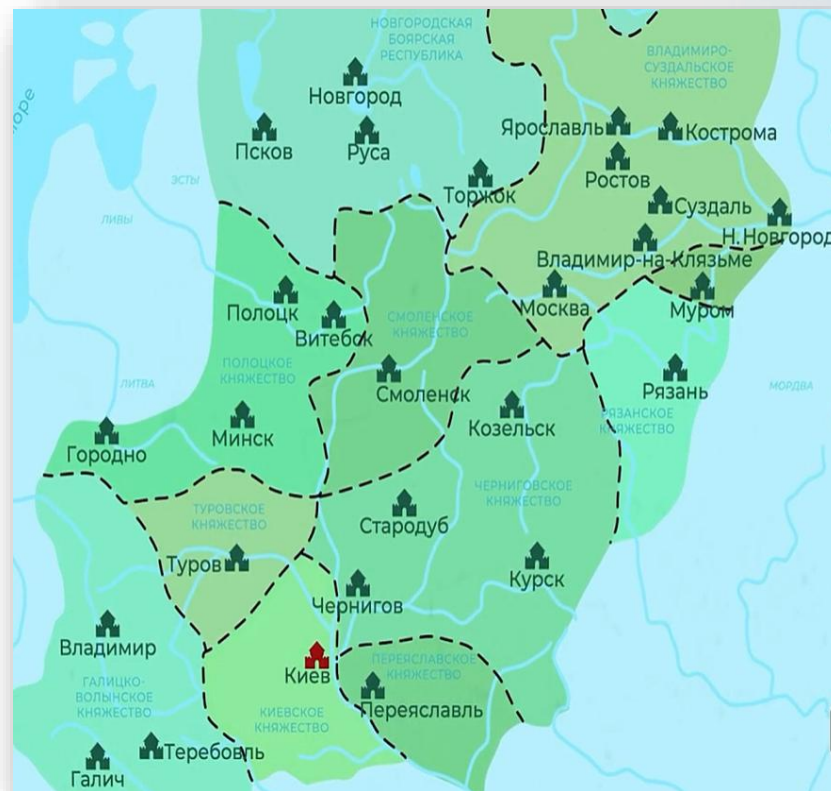 НОВГОРОДСКАЯ
БОЯРСКАЯ
РЕСПУБЛИКА
ВЛАДИМИРО-
СУЗДАЛЬСКОЕ
КНЯЖЕСТВО
Новгород
Псков
Руса
Ярославль
Кострома
Ростов
Торжок
Суздаль
Н. Новгород
Владимир-на-Клязьме
ЭСТЫ
ЛИВЫ
Полоцк
Витебск
СМОЛЕНСКОЕ
КНЯЖЕСТВО
Москва
Муром
ПОЛОЦКОЕ
КНЯЖЕСТВО
ЛИТВА
Смоленск
Рязань
МОРДВА
РЯЗАНСКОЕ
КНЯЖЕСТВО
Минск
Козельск
Городно
ЧЕРНИГОВСКОЕ
КНЯЖЕСТВО
ТУРОВСКОЕ
КНЯЖЕСТВО
Стародуб
Туров
Курск
Чернигов
Владимир
Киев
ПЕРЕЯСЛАВСКОЕ
КНЯЖЕСТВО
ГАЛИЦКО-
ВОЛЫНСКОЕ
КНЯЖЕСТВО
КИЕВСКОЕ
КНЯЖЕСТВО
Переяславль
Теребовль
Галич